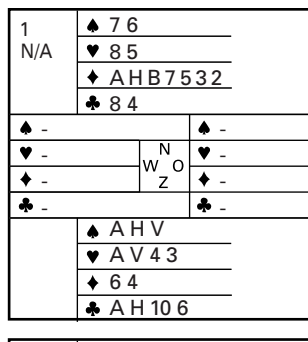 1
N/A
♠ 7 6
♥ 8 5
♦ A H B 7 5 3 2
♣ 8 4
♠ - ♠ -
♥ - N ♥ -
♦ - W O ♦ -
♣ - Z ♣ -
♠ A H V
♥ A V 4 3
♦ 6 4
♣ A H 10 6